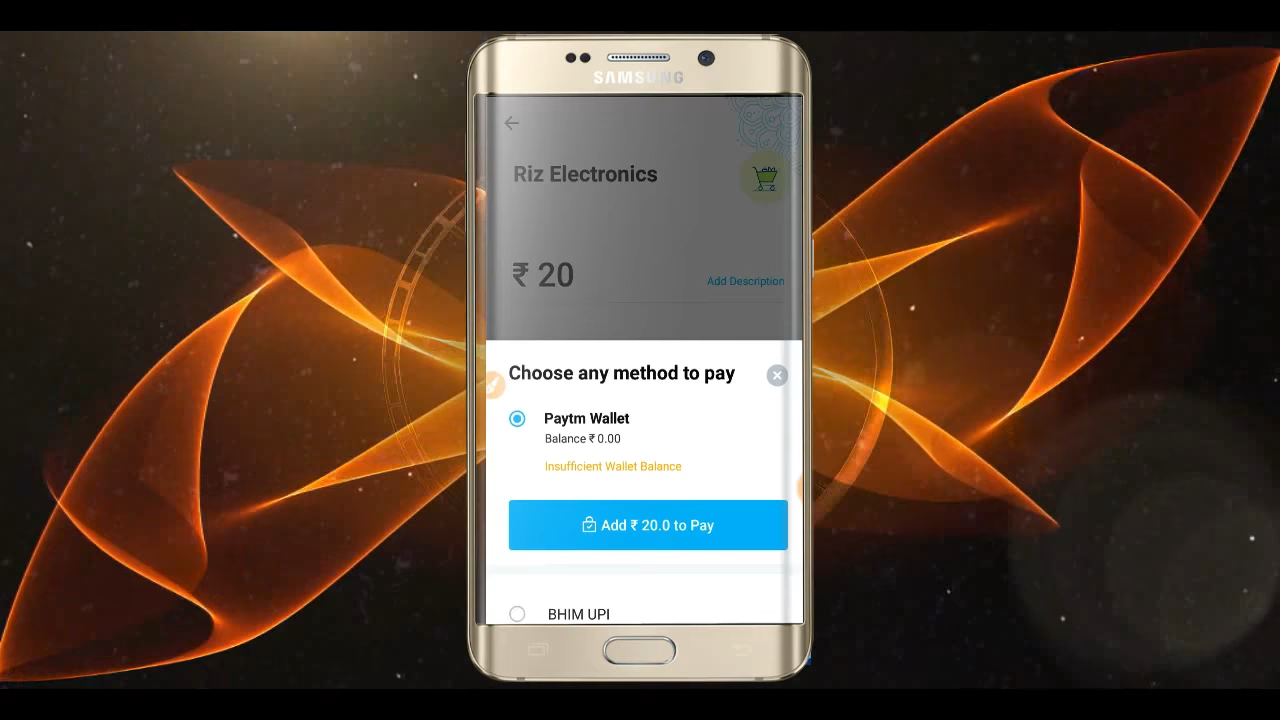 SAMSUNG
Riz Electronics
₹ 20
Add Description
Choose any method to pay
Paytm Wallet
Balance ₹ 0.00
Insufficient Wallet Balance
Add ₹ 20.0 to Pay
BHIM UPI